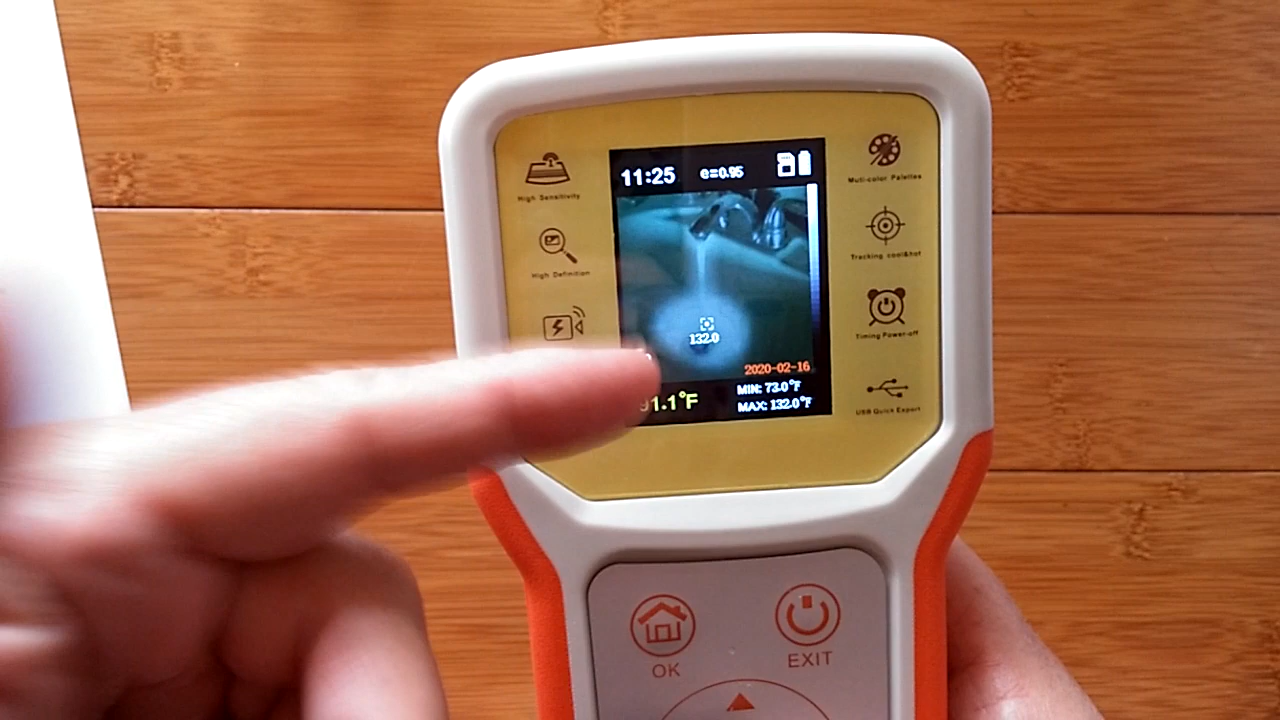 11:25 e=0.95
High Sensitivity
Multi-color Palettes
High Definition
Tracking cool&hot
132.0
Timing Power-off
2020-02-16
91.1°F
MIN: 73.0°F
MAX: 132.0°F
USB Quick Export
OK
EXIT